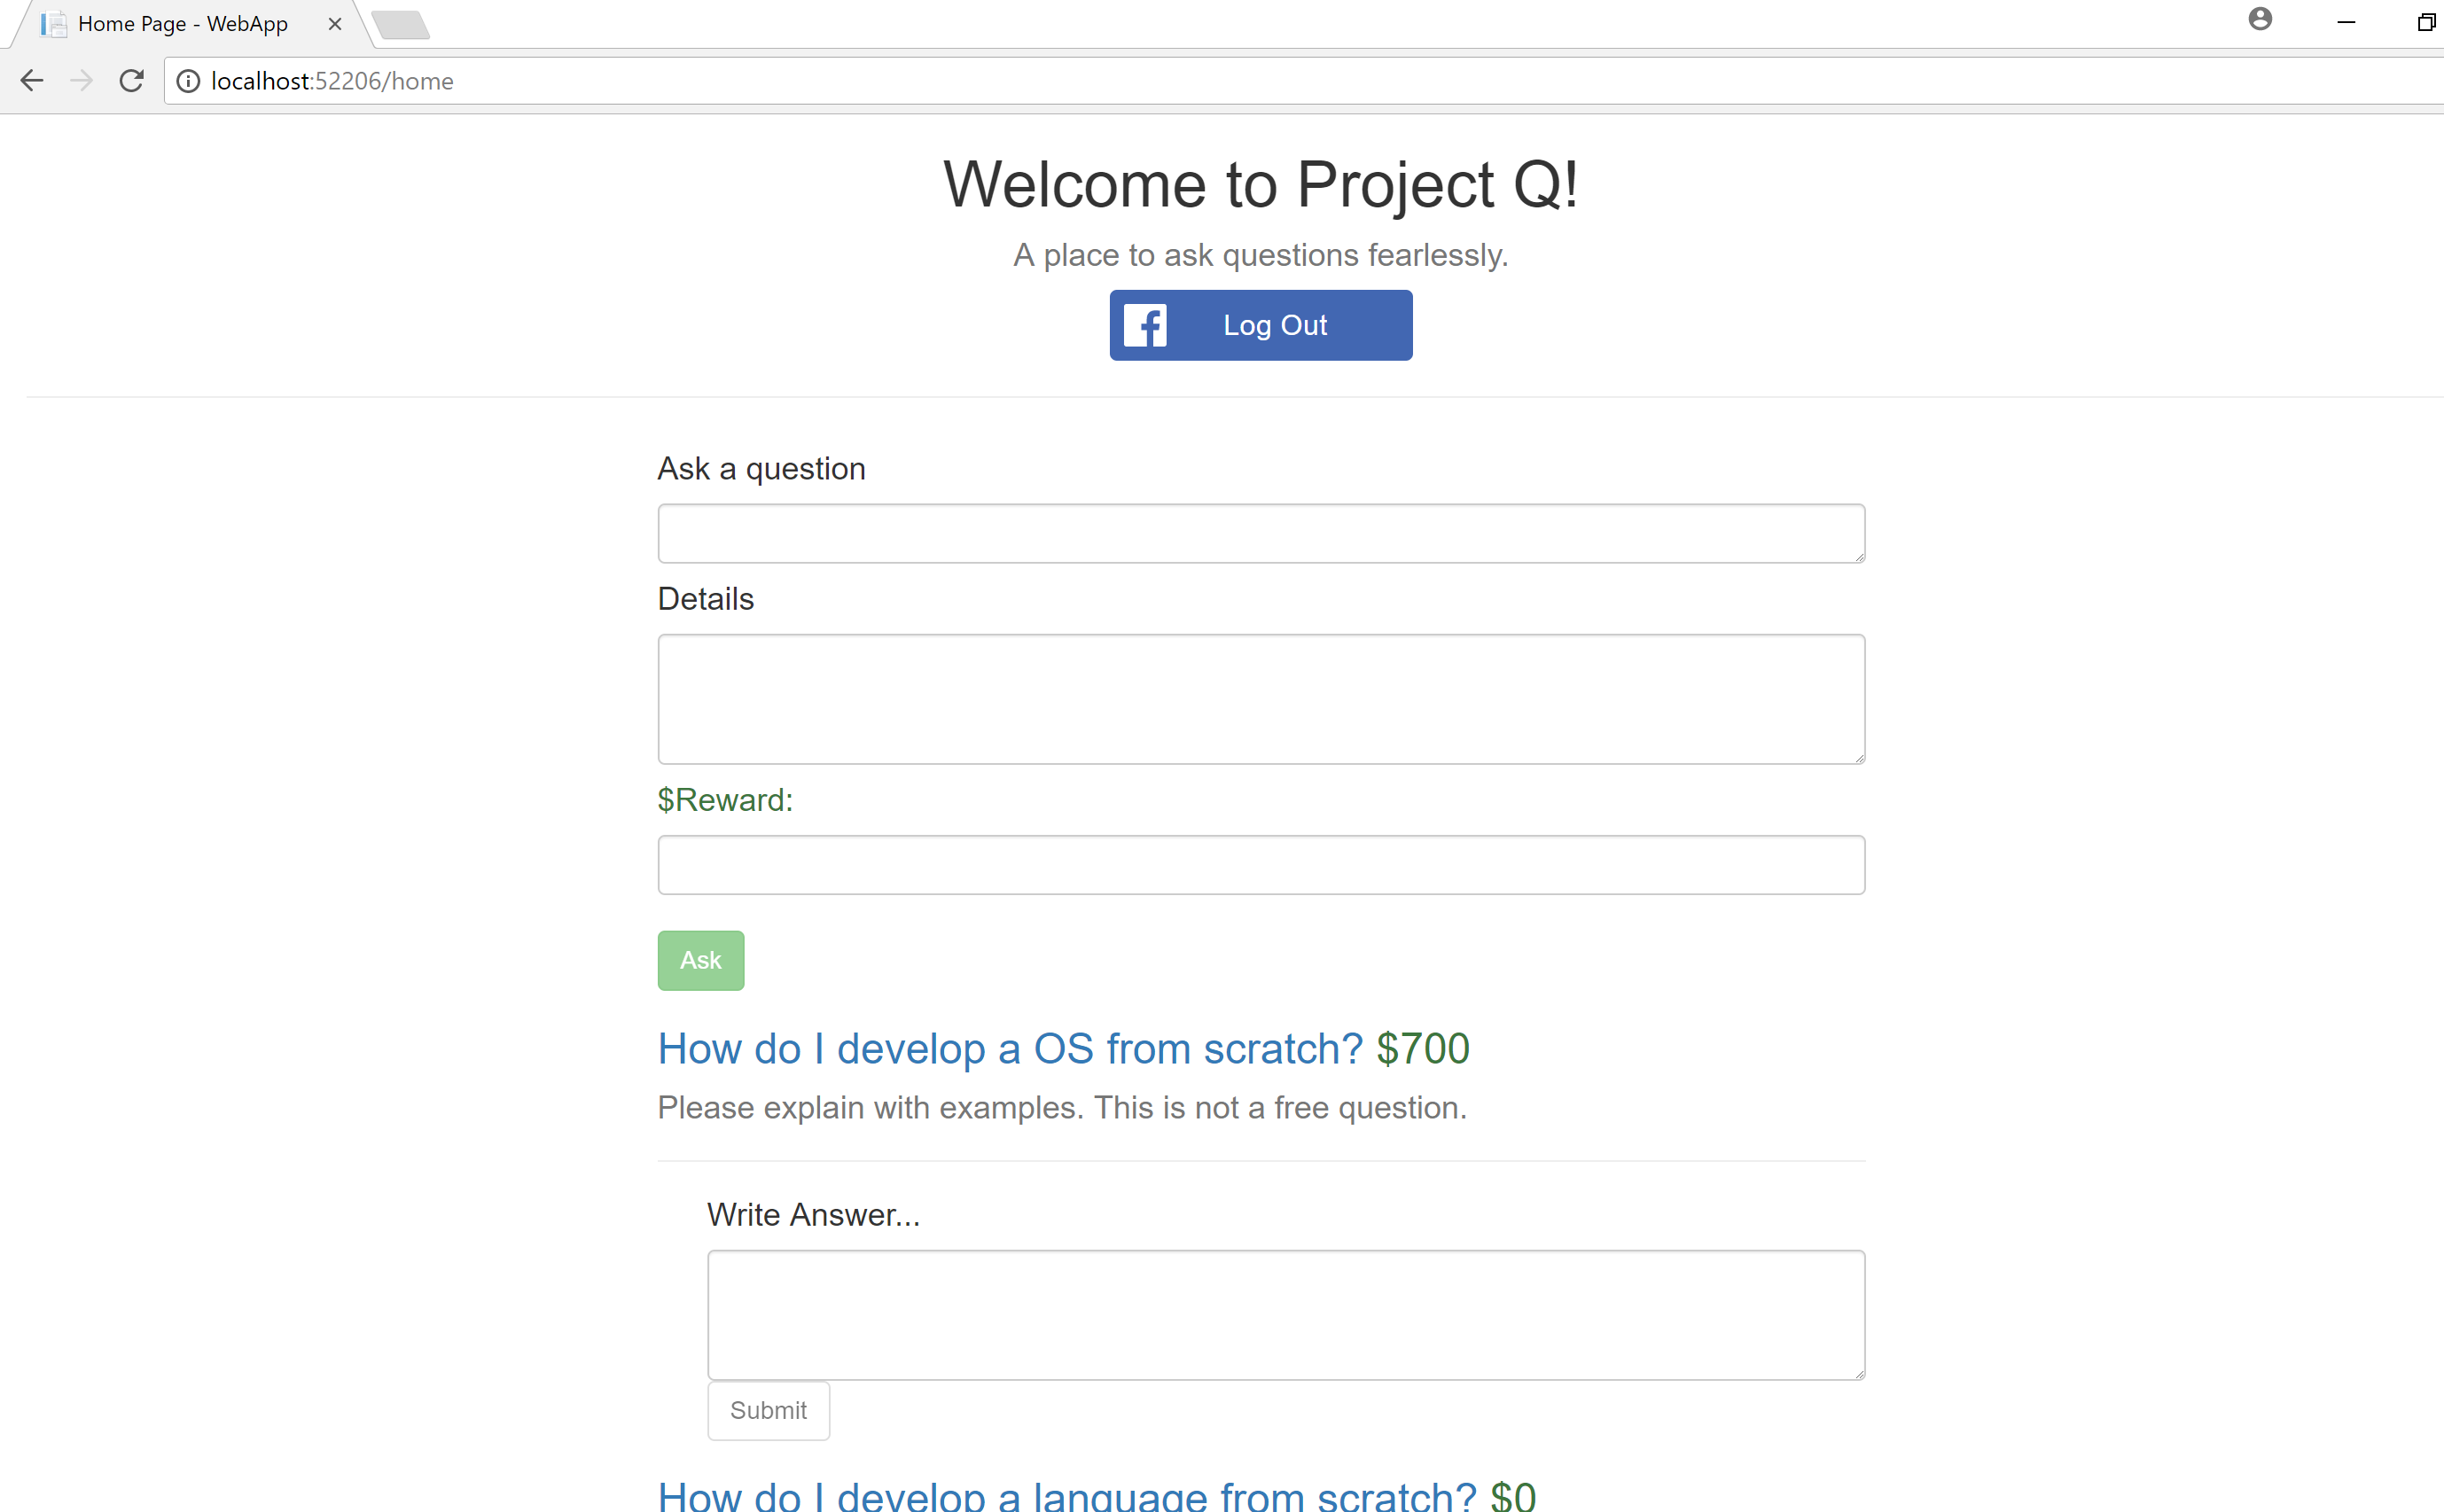 Home Page - WebApp
localhost:52206/home
Welcome to Project Q!
A place to ask questions fearlessly.
Log Out
Ask a question
Details
$Reward:
Ask
How do I develop a OS from scratch? $700
Please explain with examples. This is not a free question.
Write Answer...
Submit
How do I develop a language from scratch? $0